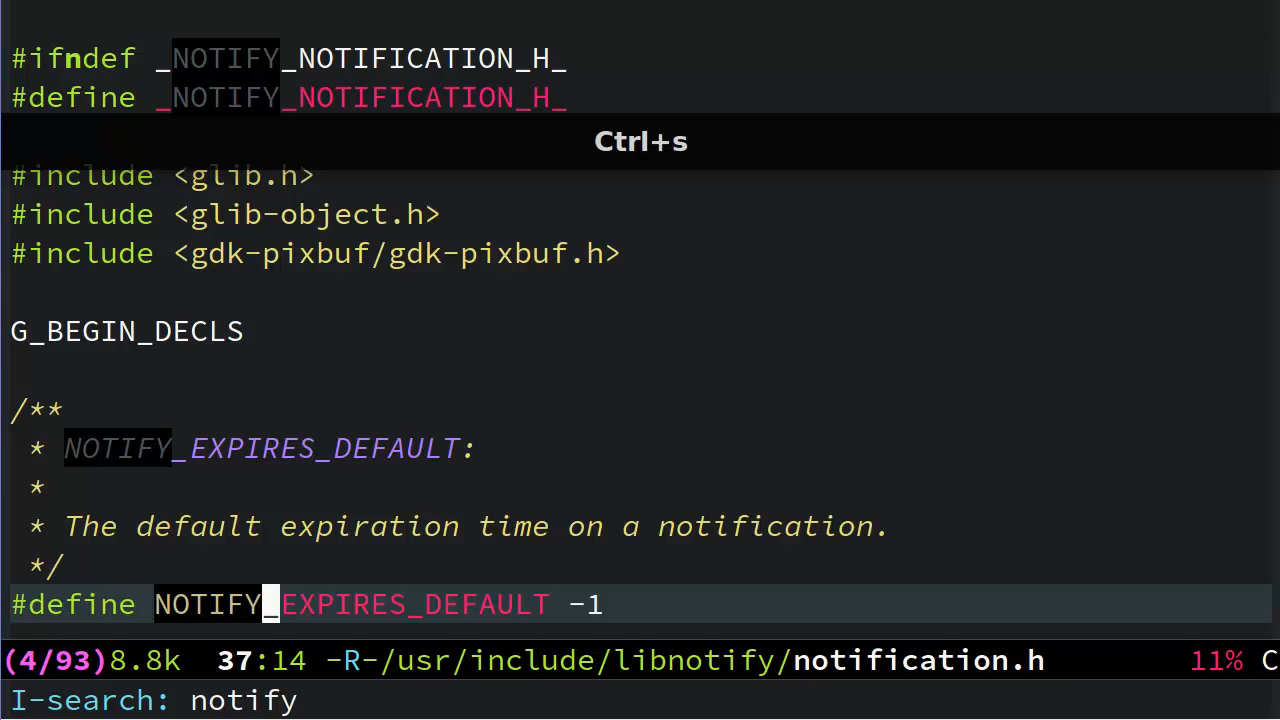 #ifndef _NOTIFY_NOTIFICATION_H_
#define _NOTIFY_NOTIFICATION_H_
Ctrl+s
#include <glib.h>
#include <glib-object.h>
#include <gdk-pixbuf/gdk-pixbuf.h>
G_BEGIN_DECLS
/**
* NOTIFY_EXPIRES_DEFAULT:
*
* The default expiration time on a notification.
*/
#define NOTIFY_EXPIRES_DEFAULT -1
(4/93)8.8k 37:14 -R-/usr/include/libnotify/notification.h 11% C
I-search: notify